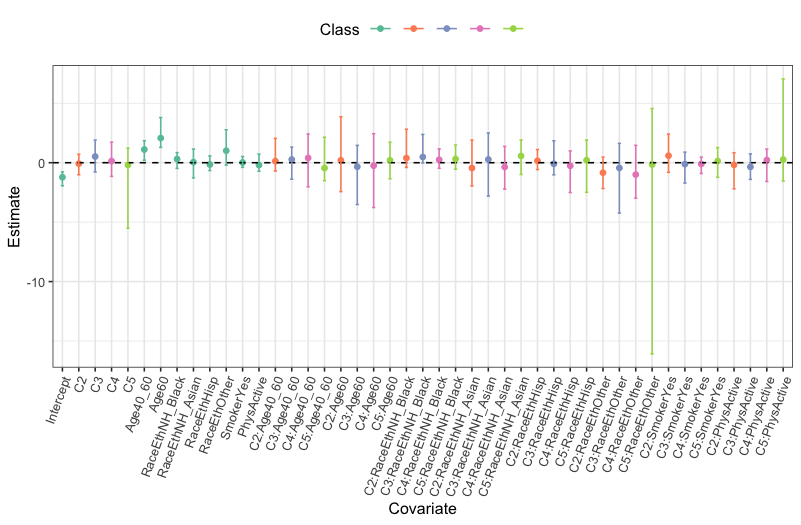 Class
Estimate
0
-10
Intercept
C2
C3
C4
C5
Age40_60
Age60
RaceEthNH_Black
RaceEthNH_Asian
RaceEthHisp
RaceEthOther
SmokerYes
PhysActive
C2:Age40_60
C3:Age40_60
C4:Age40_60
C5:Age40_60
C2:Age60
C3:Age60
C4:Age60
C5:Age60
C2:RaceEthNH_Black
C3:RaceEthNH_Black
C4:RaceEthNH_Black
C5:RaceEthNH_Black
C2:RaceEthNH_Asian
C3:RaceEthNH_Asian
C4:RaceEthNH_Asian
C5:RaceEthNH_Asian
C2:RaceEthHisp
C3:RaceEthHisp
C4:RaceEthHisp
C5:RaceEthHisp
C2:RaceEthOther
C3:RaceEthOther
C4:RaceEthOther
C5:RaceEthOther
C2:SmokerYes
C3:SmokerYes
C4:SmokerYes
C5:SmokerYes
C2:PhysActive
C3:PhysActive
C4:PhysActive
C5:PhysActive
Covariate